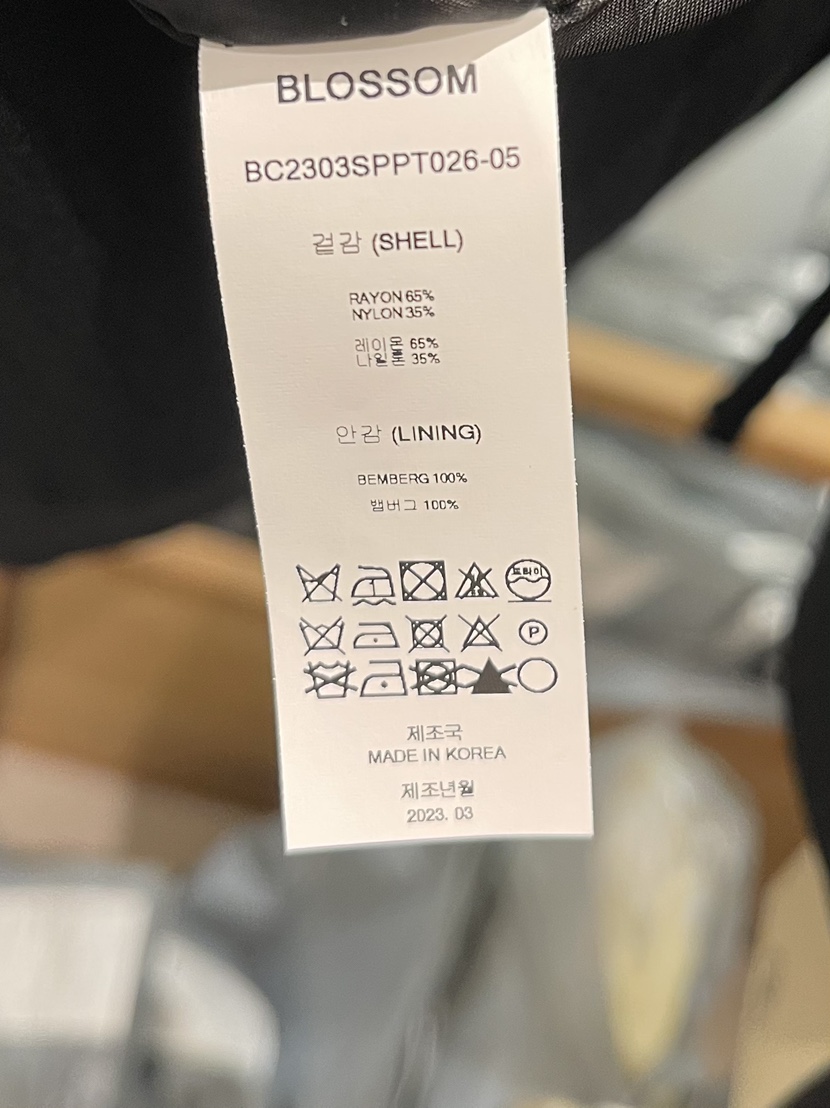 BLOSSOM
BC2303SPPT026-05
겉감 (SHELL)
RAYON 65%
NYLON 35%
레이온 65%
나일론 35%
안감 (LINING)
BEMBERG 100%
뱀버그 100%
드라이
P
제조국
MADE IN KOREA
제조년월
2023. 03